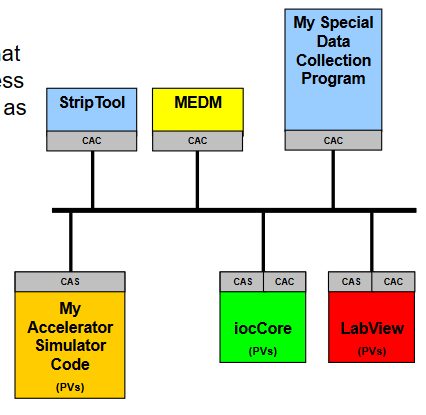 at
ess
as
My Special
Data
Collection
Program
CAC
StripTool
CAC
MEDM
CAC
CAS
My
Accelerator
Simulator
Code
(PVs)
CAS CAC
iocCore
(PVs)
CAS CAC
LabView
(PVs)